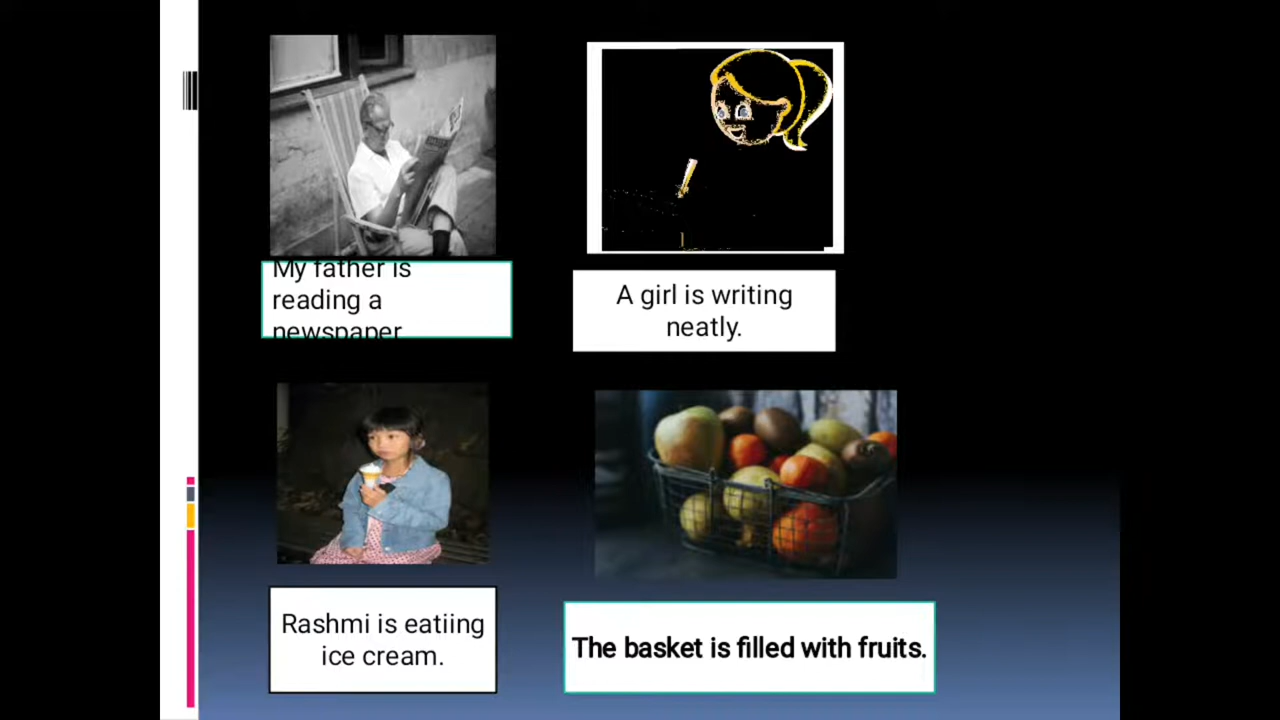 My father is
reading a
newspaper
A girl is writing
neatly.
Rashmi is eatiing
ice cream.
The basket is filled with fruits.